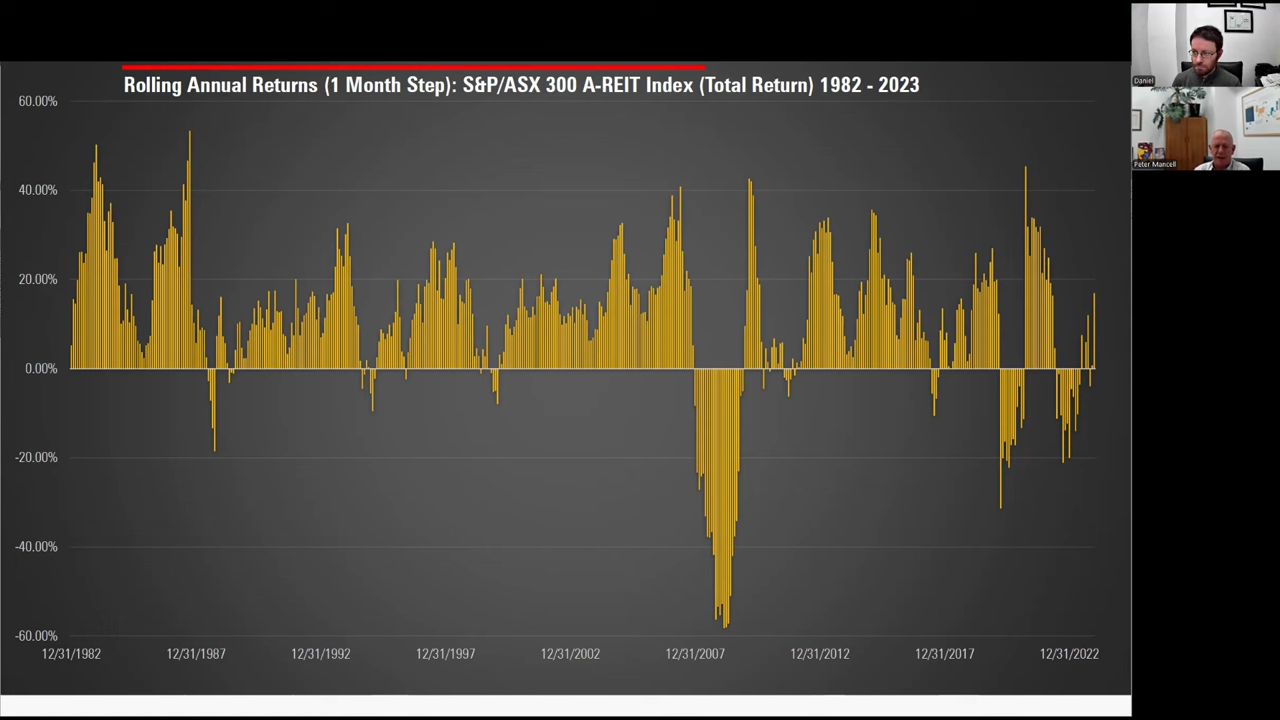 Rolling Annual Returns (1 Month Step): S&P/ASX 300 A-REIT Index (Total Return) 1982 - 2023
60.00%
40.00%
20.00%
0.00%
-20.00%
-40.00%
-60.00%
12/31/1982 12/31/1987 12/31/1992 12/31/1997 12/31/2002 12/31/2007 12/31/2012 12/31/2017 12/31/2022
Daniel
Peter Mancell